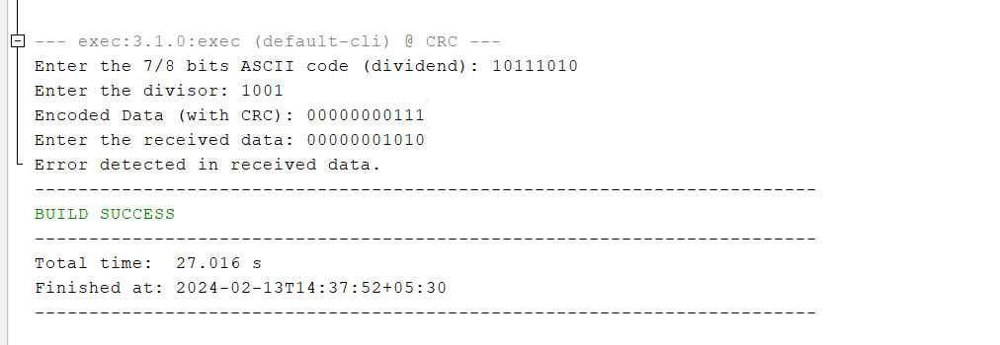 --- exec:3.1.0:exec (default-cli) @ CRC ---
Enter the 7/8 bits ASCII code (dividend): 10111010
Enter the divisor: 1001
Encoded Data (with CRC): 00000000111
Enter the received data: 00000001010
Error detected in received data.
------------------------------------------------------------------------
BUILD SUCCESS
------------------------------------------------------------------------
Total time:  27.016 s
Finished at: 2024-02-13T14:37:52+05:30
------------------------------------------------------------------------